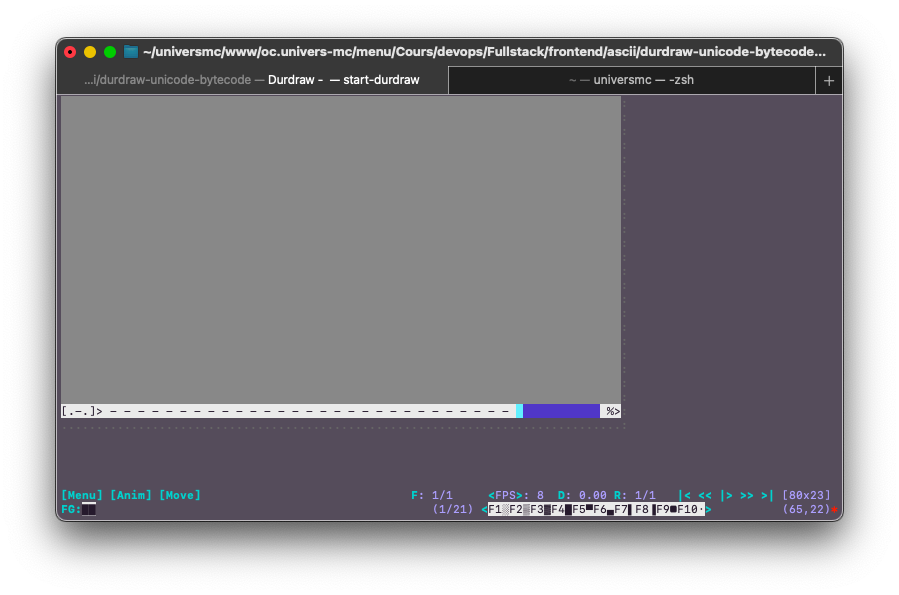 ~/universmc/www/oc.univers-mc/menu/Cours/devops/Fullstack/frontend/ascii/durdraw-unicode-bytecode...
...i/durdraw-unicode-bytecode — Durdraw - — start-durdraw
~ — universmc — -zsh
+
[.-.]> - - - - - - - - - - - - - - - - - - - - - - - - - - - - - %>
[Menu] [Anim] [Move] F: 1/1 <FPS>: 8 D: 0.00 R: 1/1 |< << |> >> >| [80x23]
FG:██ (1/21) <F1░F2▒F3▓F4█F5▀F6▄F7▌F8▐F9■F10·> (65,22)